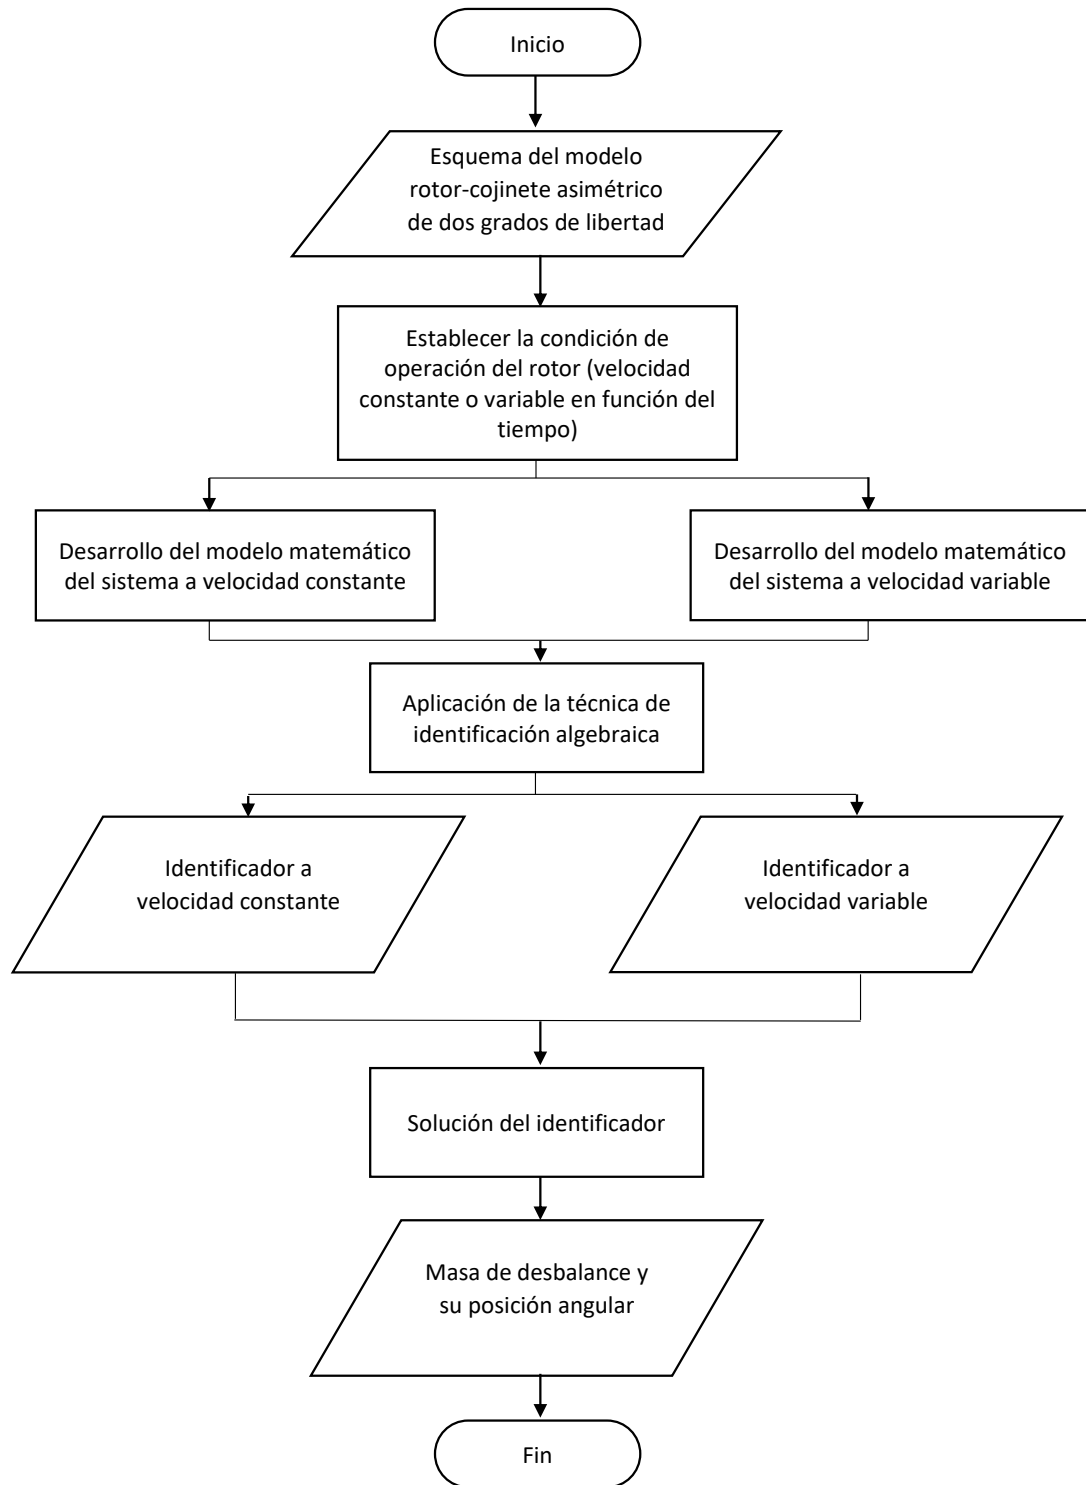 Inicio
Esquema del modelo
rotor-cojinete asimétrico
de dos grados de libertad
Establecer la condición de
operación del rotor (velocidad
constante o variable en función del
tiempo)
Desarrollo del modelo matemático
del sistema a velocidad constante
Desarrollo del modelo matemático
del sistema a velocidad variable
Aplicación de la técnica de
identificación algebraica
Identificador a
velocidad constante
Identificador a
velocidad variable
Solución del identificador
Masa de desbalance y
su posición angular
Fin